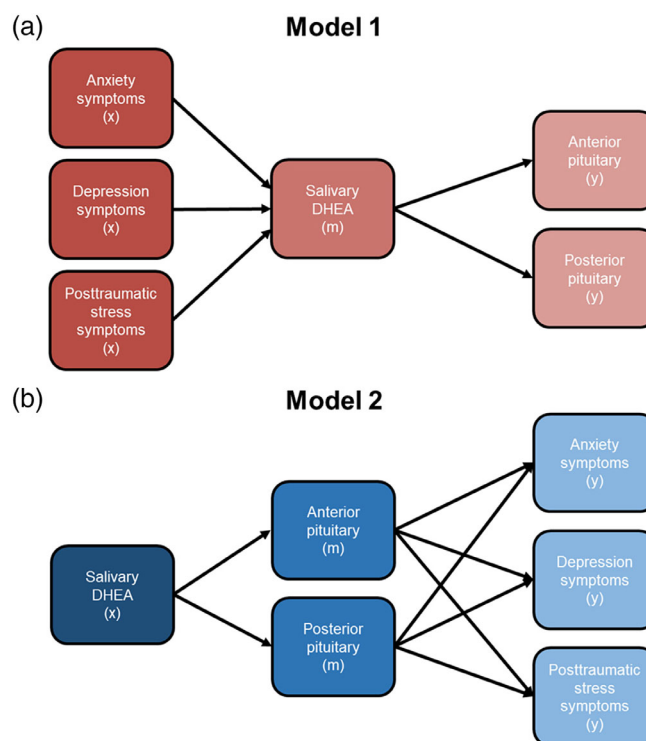 (a)
Model 1
Anxiety
symptoms
(x)
Depression
symptoms
(x)
Posttraumatic
stress
symptoms
(x)
Salivary
DHEA
(m)
Anterior
pituitary
(y)
Posterior
pituitary
(y)
(b)
Model 2
Salivary
DHEA
(x)
Anterior
pituitary
(m)
Posterior
pituitary
(m)
Anxiety
symptoms
(y)
Depression
symptoms
(y)
Posttraumatic
stress
symptoms
(y)